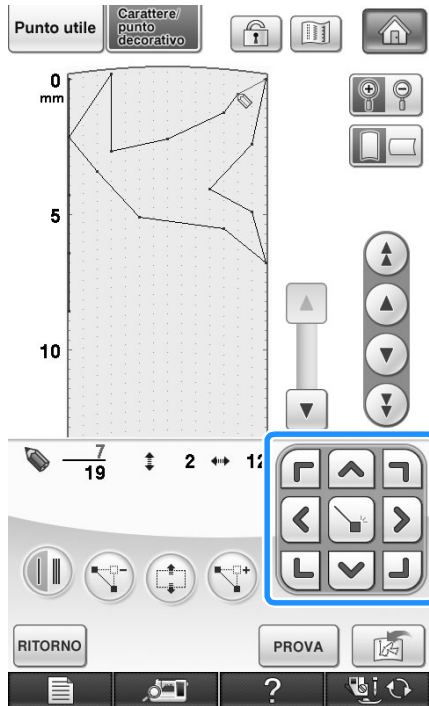 Punto utile
Carattere/
punto
decorativo
0
mm
5
10
7
19
2
12
RITORNO
PROVA
?